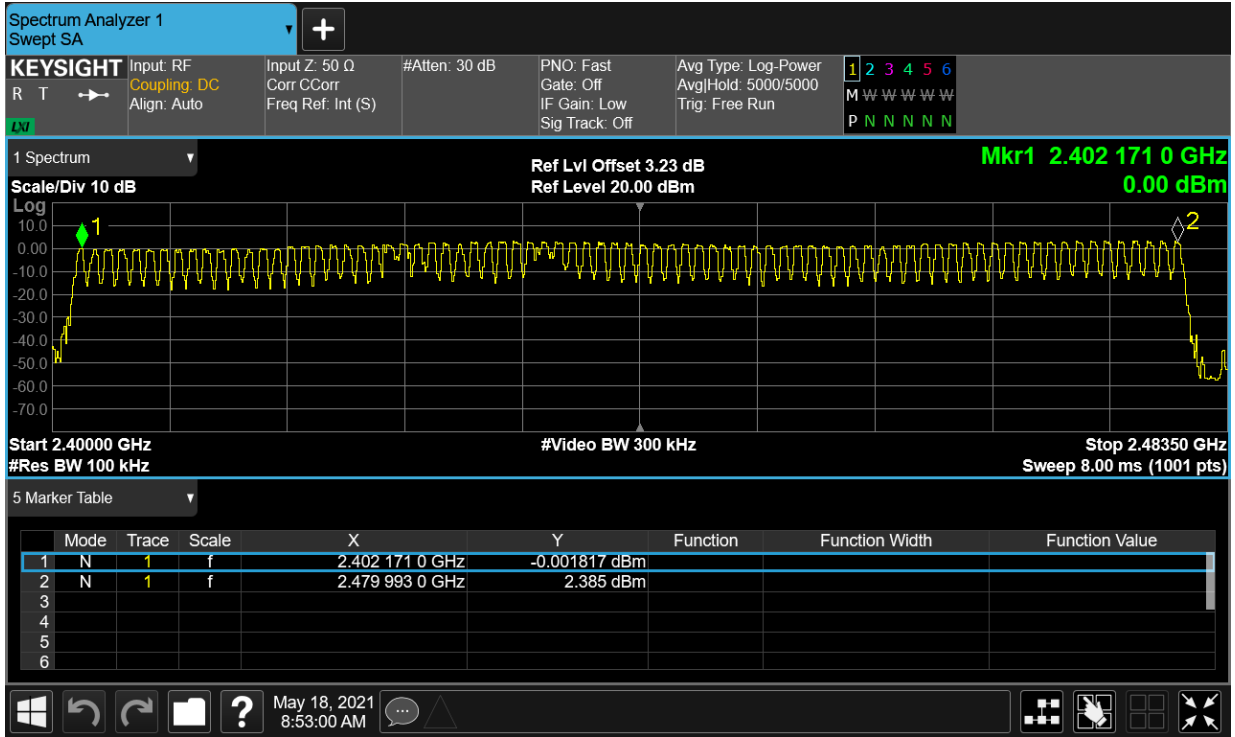 Spectrum Analyzer 1
Swept SA
KEYSIGHT
R T
LXI
Input: RF
Coupling: DC
Align: Auto
Input Z: 50 Ω
Corr CCorr
Freq Ref: Int (S)
#Atten: 30 dB
PNO: Fast
Gate: Off
IF Gain: Low
Sig Track: Off
Avg Type: Log-Power
Avg|Hold: 5000/5000
Trig: Free Run
1 2 3 4 5 6
M W W W W W
P N N N N N
1 Spectrum
Scale/Div 10 dB
Ref Lvl Offset 3.23 dB
Ref Level 20.00 dBm
Mkr1 2.402 171 0 GHz
0.00 dBm
Log
10.0
0.00
-10.0
-20.0
-30.0
-40.0
-50.0
-60.0
-70.0
1
2
Start 2.40000 GHz
#Res BW 100 kHz
#Video BW 300 kHz
Stop 2.48350 GHz
Sweep 8.00 ms (1001 pts)
5 Marker Table
Mode Trace Scale X Y Function Function Width Function Value
1 N 1 f 2.402 171 0 GHz -0.001817 dBm
2 N 1 f 2.479 993 0 GHz 2.385 dBm
3
4
5
6
?
May 18, 2021
8:53:00 AM